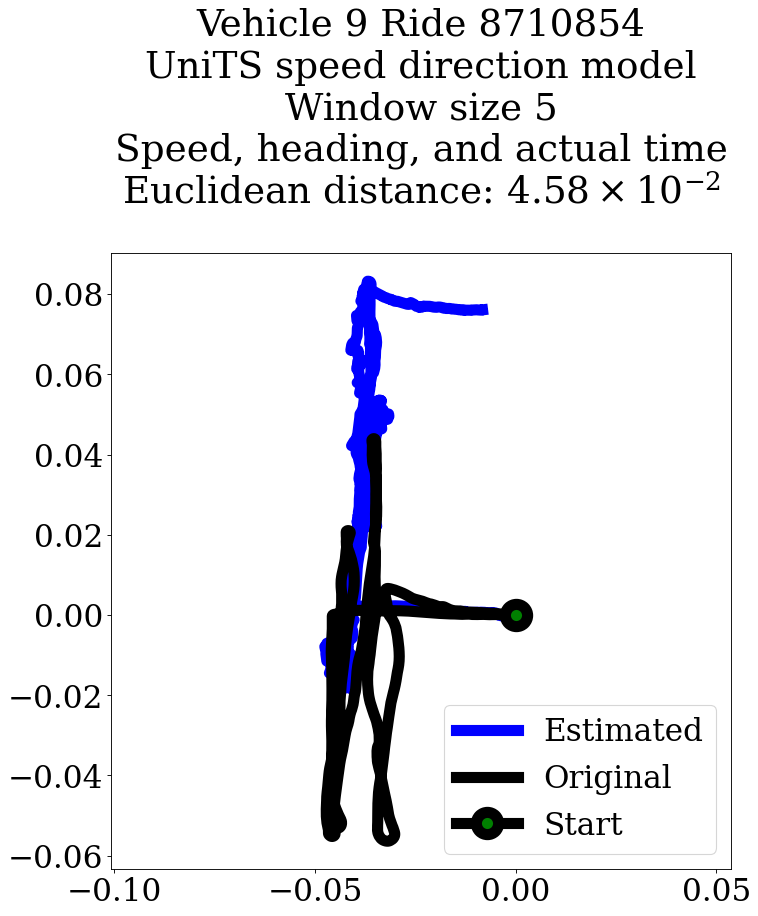 Vehicle 9 Ride 8710854
UniTS speed direction model
Window size 5
Speed, heading, and actual time
Euclidean distance: 4.58 × 10⁻²
0.08
0.06
0.04
0.02
0.00
−0.02
−0.04
−0.06
−0.10
−0.05
0.00
0.05
Estimated
Original
Start